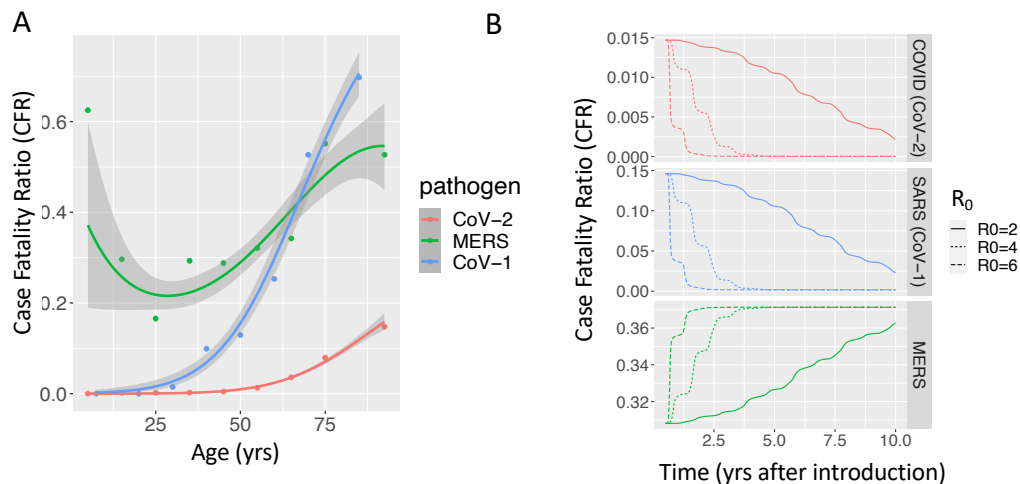 A
Case Fatality Ratio (CFR)
0.6
0.4
0.2
0.0
25
50
75
Age (yrs)
pathogen
CoV−2
MERS
CoV−1
B
Case Fatality Ratio (CFR)
0.015
0.010
0.005
0.000
COVID (CoV−2)
0.15
0.10
0.05
0.00
SARS (CoV−1)
0.36
0.34
0.32
MERS
2.5
5.0
7.5
10.0
Time (yrs after introduction)
R0
R0=2
R0=4
R0=6